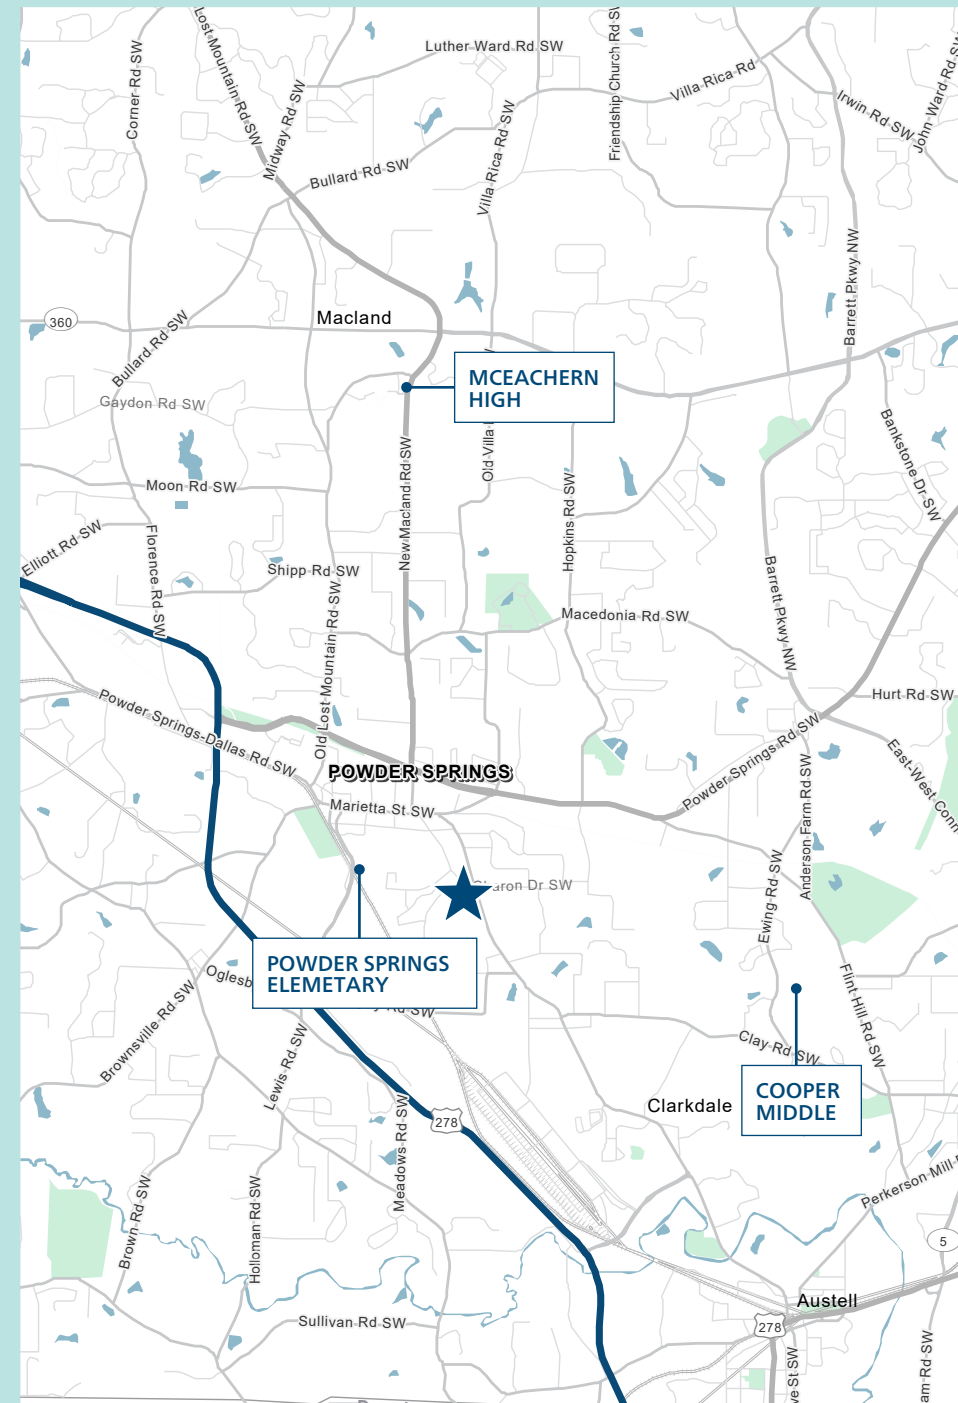 Lost Mountain Rd SW
Corner Rd SW
Midway Rd SW
Luther Ward Rd SW
Friendship Church Rd
Villa Rica Rd
Irwin Rd SW
John Ward Rd
Bullard Rd SW
Villa Rica Rd SW
Barrett Pkwy NW
360
Macland
Bullard Rd SW
MCEACHERN
HIGH
Gaydon Rd SW
Old Villa
New Macland Rd SW
Hopkins Rd SW
Bankstone Dr SW
Moon Rd SW
Elliott Rd SW
Florence Rd SW
Shipp Rd SW
Old Lost Mountain Rd SW
Macedonia Rd SW
Barrett Pkwy NW
Hurt Rd SW
Powder Springs-Dallas Rd SW
POWDER SPRINGS
Powder Springs Rd SW
East-West
Marietta St SW
Anderson Farm Rd SW
Dr SW
Ewing Rd SW
POWDER SPRINGS
ELEMETARY
Rd SW
Brownsville Rd SW
Lewis Rd SW
Flint Hill Rd SW
Clay Rd SW
COOPER
MIDDLE
Clarkdale
278
Meadows Rd SW
Perkerson Mill
Brown Rd SW
Holloman Rd SW
5
Austell
278
Sullivan Rd SW
St SW
Rd SW